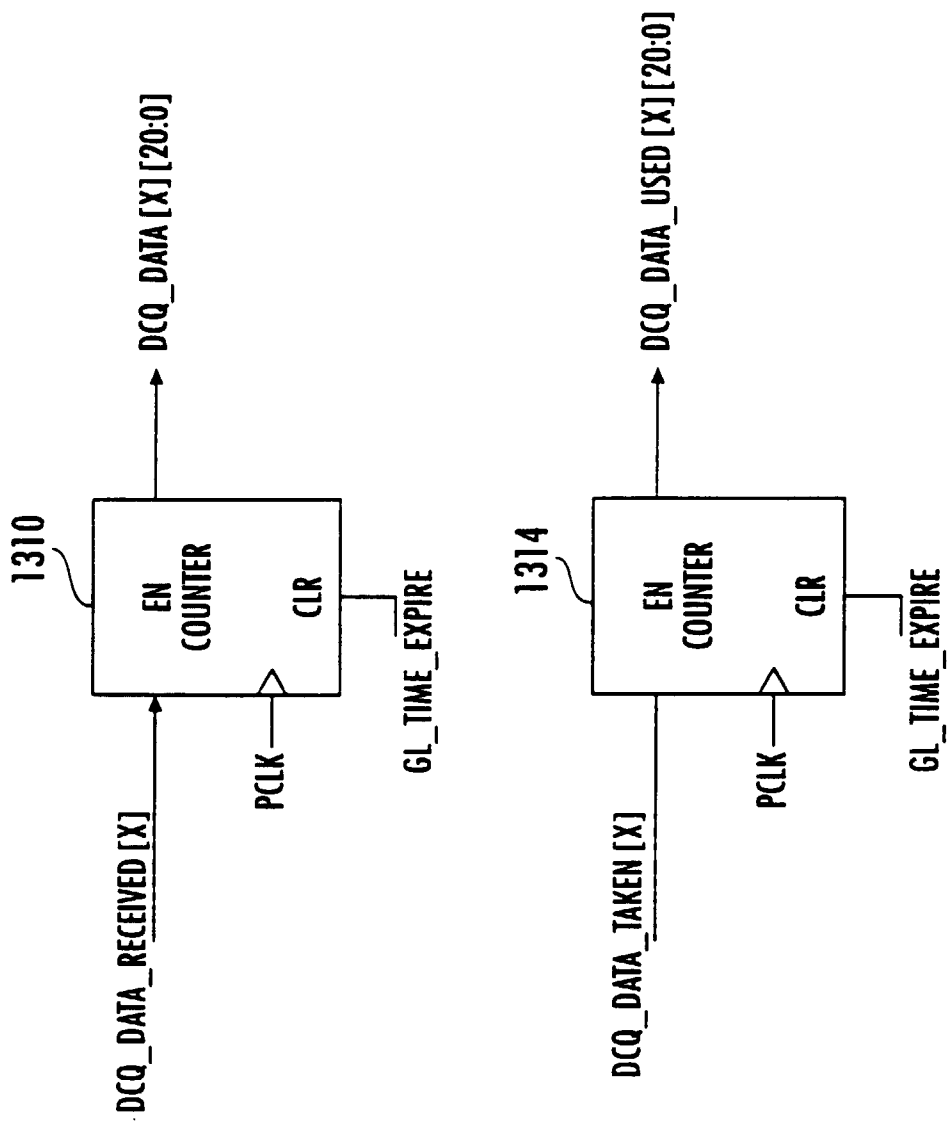 1310
DCQ_DATA_RECEIVED [X]
EN
COUNTER
CLR
PCLK
GL_TIME_EXPIRE
DCQ_DATA [X] [20:0]
1314
DCQ_DATA_TAKEN [X]
EN
COUNTER
CLR
PCLK
GL_TIME_EXPIRE
DCQ_DATA_USED [X] [20:0]